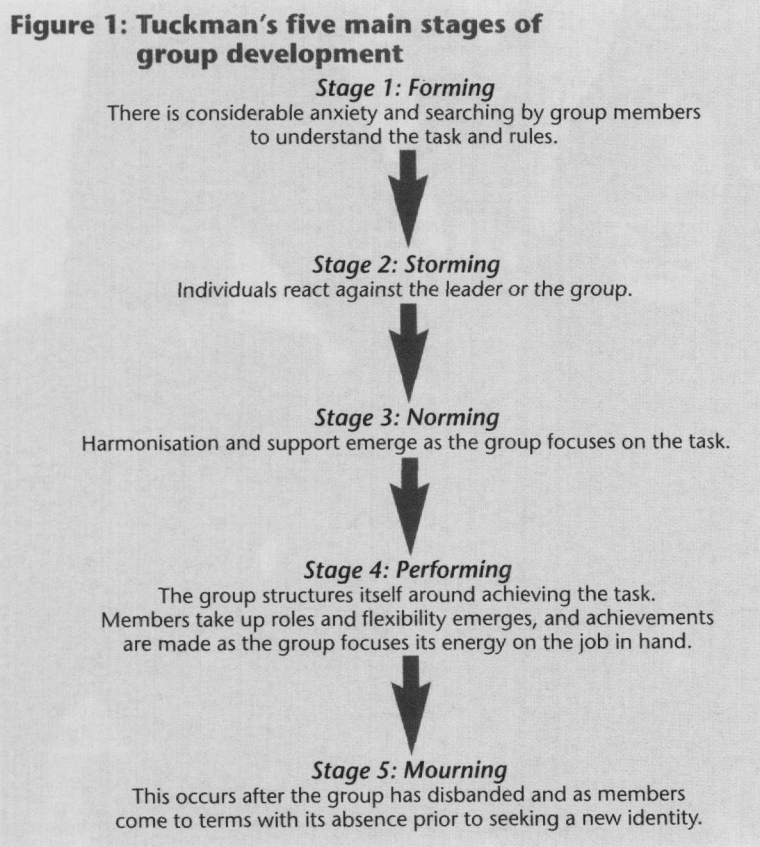 Figure 1: Tuckman's five main stages of
group development
Stage 1: Forming
There is considerable anxiety and searching by group members
to understand the task and rules.
Stage 2: Storming
Individuals react against the leader or the group.
Stage 3: Norming
Harmonisation and support emerge as the group focuses on the task.
Stage 4: Performing
The group structures itself around achieving the task.
Members take up roles and flexibility emerges, and achievements
are made as the group focuses its energy on the job in hand.
Stage 5: Mourning
This occurs after the group has disbanded and as members
come to terms with its absence prior to seeking a new identity.